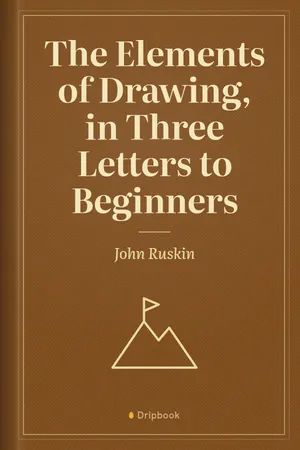 The Elements
of Drawing,
in Three
Letters to
Beginners
John Ruskin
Dripbook